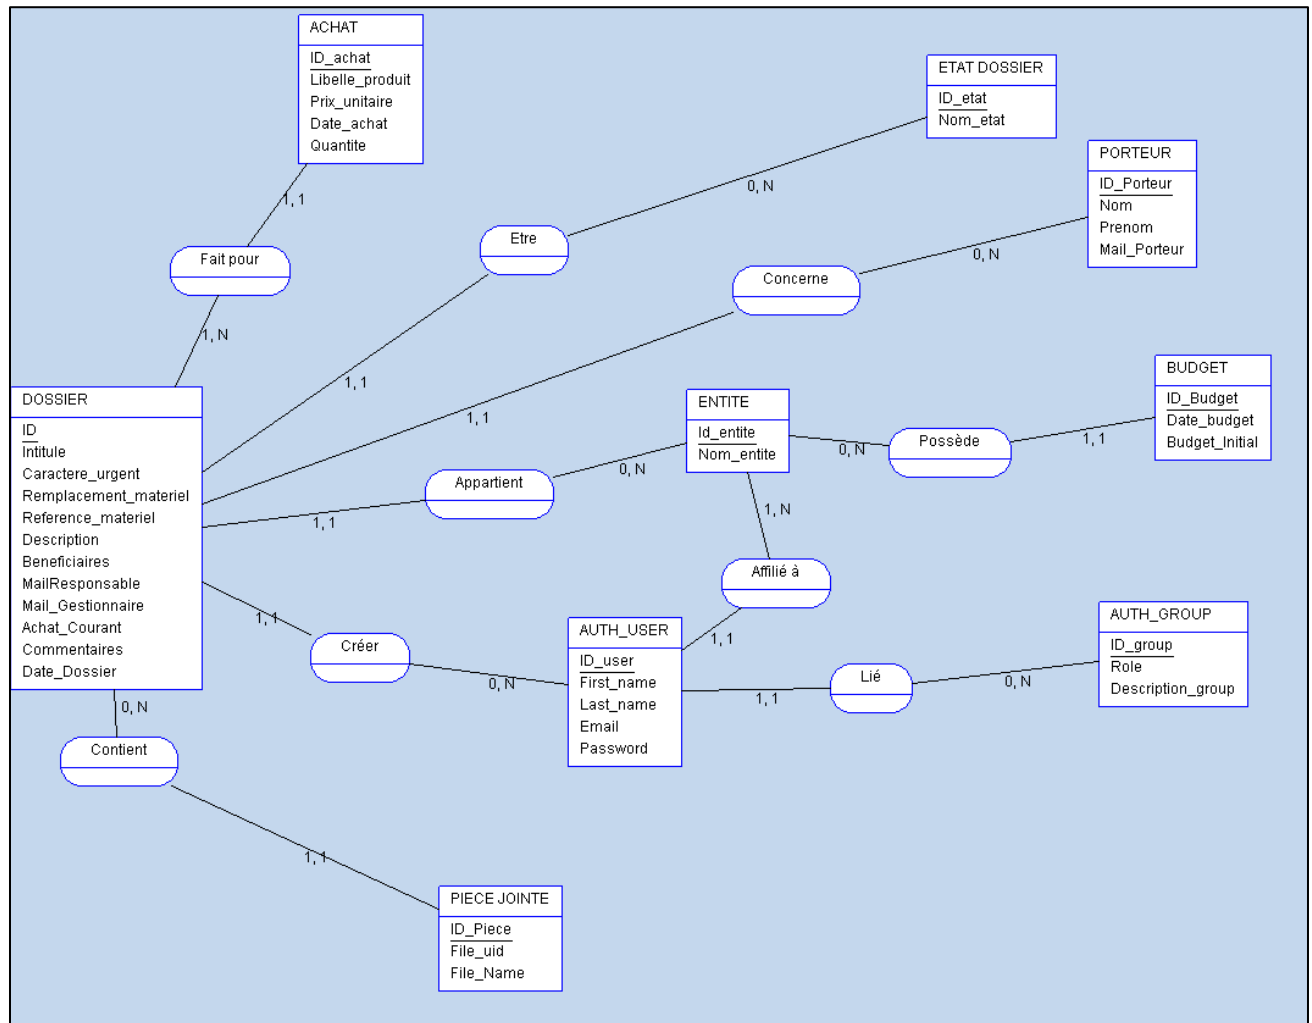 ACHAT
ID_achat
Libelle_produit
Prix_unitaire
Date_achat
Quantite
ETAT DOSSIER
ID_etat
Nom_etat
PORTEUR
ID_Porteur
Nom
Prenom
Mail_Porteur
0, N
1, 1
Etre
Fait pour
0, N
Concerne
1, N
1, 1
1, 1
DOSSIER
ID
Intitule
Caractere_urgent
Remplacement_materiel
Reference_materiel
Description
Beneficiaires
MailResponsable
Mail_Gestionnaire
Achat_Courant
Commentaires
Date_Dossier
ENTITE
Id_entite
Nom_entite
BUDGET
ID_Budget
Date_budget
Budget_Initial
0, N
Possède
1, 1
0, N
Appartient
1, 1
1, N
Affilié à
1, 1
1, 1
Créer
0, N
AUTH_USER
ID_user
First_name
Last_name
Email
Password
1, 1
Lié
0, N
AUTH_GROUP
ID_group
Role
Description_group
0, N
Contient
1, 1
PIECE JOINTE
ID_Piece
File_uid
File_Name